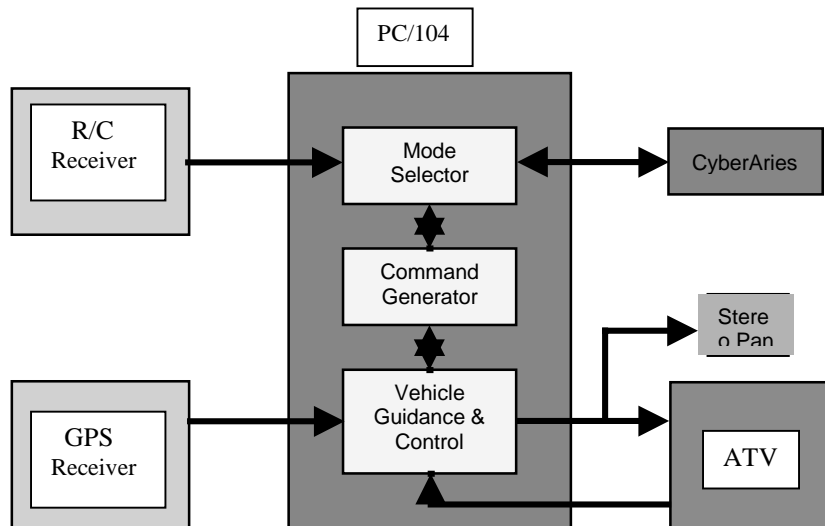 PC/104
R/C
Receiver
Mode
Selector
CyberAries
Command
Generator
Stere
o Pan
Vehicle
Guidance &
Control
GPS
Receiver
ATV